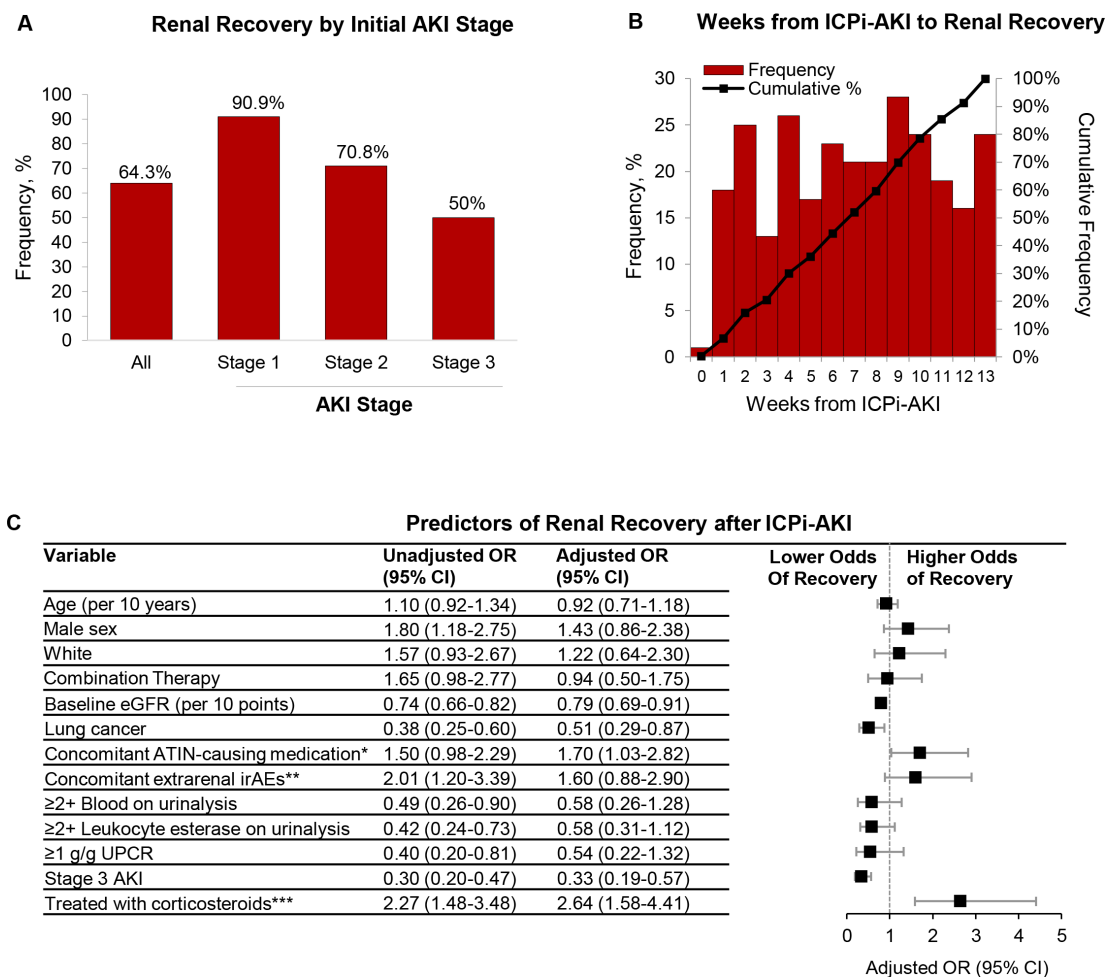 A
Renal Recovery by Initial AKI Stage
Frequency, %
100
90
80
70
60
50
40
30
20
10
0
64.3%
90.9%
70.8%
50%
All
Stage 1
Stage 2
Stage 3
AKI Stage
B
Weeks from ICPi-AKI to Renal Recovery
Frequency
Cumulative %
Frequency, %
30
25
20
15
10
5
0
100%
90%
80%
70%
60%
50%
40%
30%
20%
10%
0%
Cumulative Frequency
0 1 2 3 4 5 6 7 8 9 10 11 12 13
Weeks from ICPi-AKI
C
Predictors of Renal Recovery after ICPi-AKI
Variable Unadjusted OR (95% CI) Adjusted OR (95% CI)
Lower Odds Of Recovery
Higher Odds of Recovery
Age (per 10 years) 1.10 (0.92-1.34) 0.92 (0.71-1.18)
Male sex 1.80 (1.18-2.75) 1.43 (0.86-2.38)
White 1.57 (0.93-2.67) 1.22 (0.64-2.30)
Combination Therapy 1.65 (0.98-2.77) 0.94 (0.50-1.75)
Baseline eGFR (per 10 points) 0.74 (0.66-0.82) 0.79 (0.69-0.91)
Lung cancer 0.38 (0.25-0.60) 0.51 (0.29-0.87)
Concomitant ATIN-causing medication* 1.50 (0.98-2.29) 1.70 (1.03-2.82)
Concomitant extrarenal irAEs** 2.01 (1.20-3.39) 1.60 (0.88-2.90)
≥2+ Blood on urinalysis 0.49 (0.26-0.90) 0.58 (0.26-1.28)
≥2+ Leukocyte esterase on urinalysis 0.42 (0.24-0.73) 0.58 (0.31-1.12)
≥1 g/g UPCR 0.40 (0.20-0.81) 0.54 (0.22-1.32)
Stage 3 AKI 0.30 (0.20-0.47) 0.33 (0.19-0.57)
Treated with corticosteroids*** 2.27 (1.48-3.48) 2.64 (1.58-4.41)
0 1 2 3 4 5
Adjusted OR (95% CI)